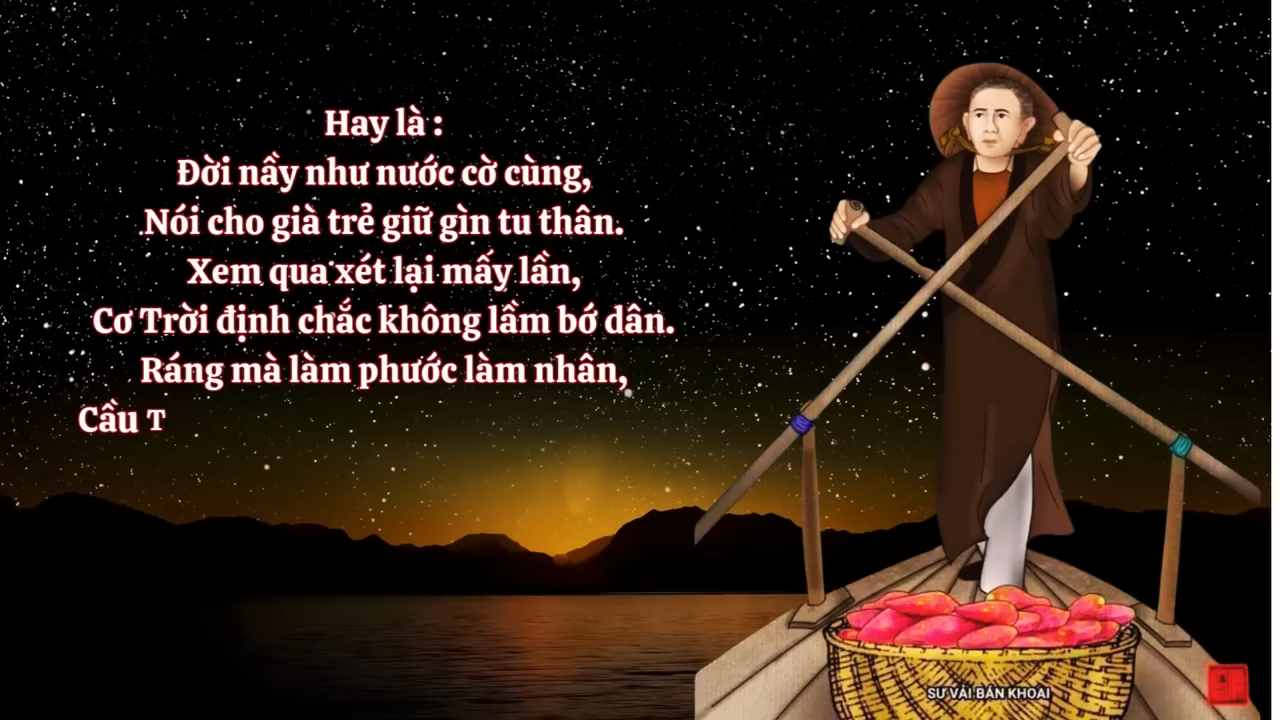 Hay là :
Đời nầy như nước cờ cùng,
Nói cho già trẻ giữ gìn tu thân.
Xem qua xét lại mấy lần,
Cơ Trời định chắc không lầm bớ dân.
Ráng mà làm phước làm nhân,
Cầu T
SƯ VÃI BÁN KHOAI